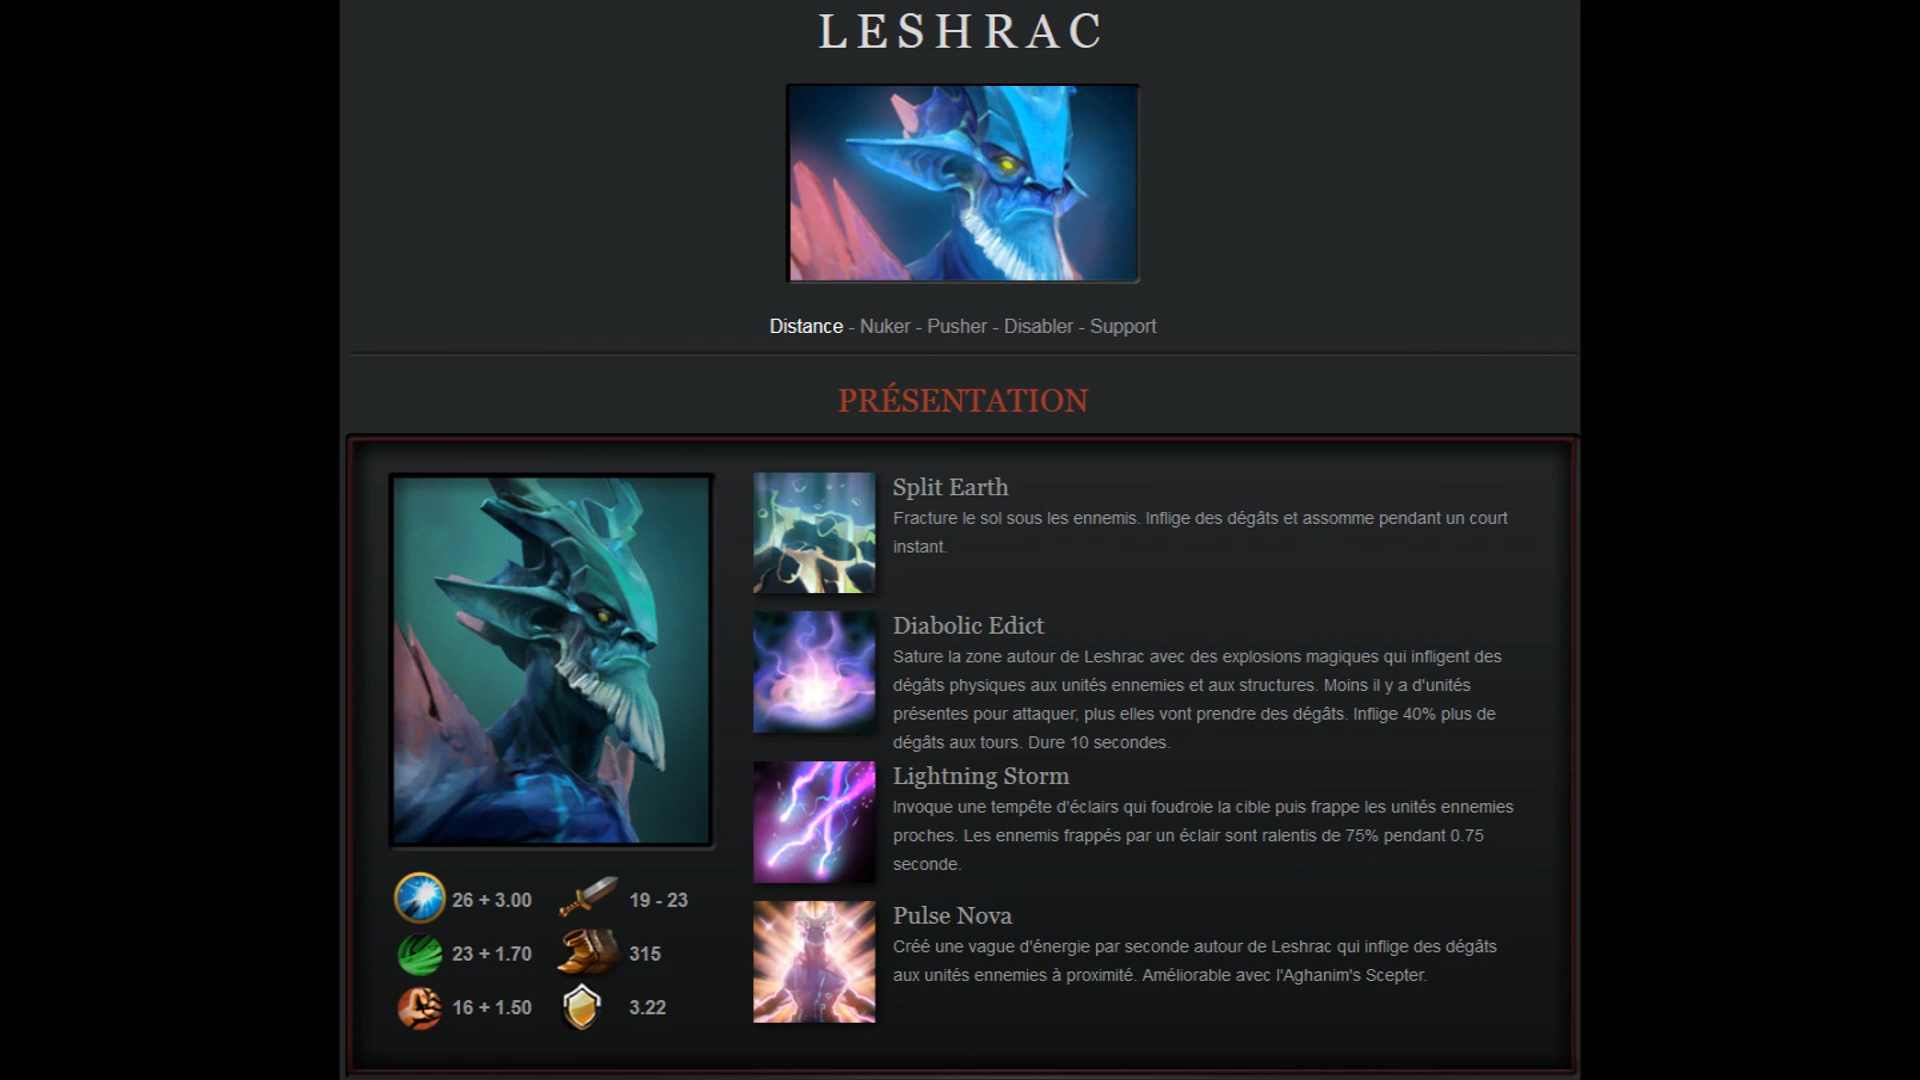 LESHRAC
Distance - Nuker - Pusher - Disabler - Support
PRÉSENTATION
Split Earth
Fracture le sol sous les ennemis. Inflige des dégâts et assomme pendant un court
instant.
Diabolic Edict
Sature la zone autour de Leshrac avec des explosions magiques qui infligent des
dégâts physiques aux unités ennemies et aux structures. Moins il y a d'unités
présentes pour attaquer, plus elles vont prendre des dégâts. Inflige 40% plus de
dégâts aux tours. Dure 10 secondes.
Lightning Storm
Invoque une tempête d'éclairs qui foudroie la cible puis frappe les unités ennemies
proches. Les ennemis frappés par un éclair sont ralentis de 75% pendant 0.75
seconde.
Pulse Nova
Créé une vague d'énergie par seconde autour de Leshrac qui inflige des dégâts
aux unités ennemies à proximité. Améliorable avec l'Aghanim's Scepter.
26 + 3.00 19 - 23
23 + 1.70 315
16 + 1.50 3.22